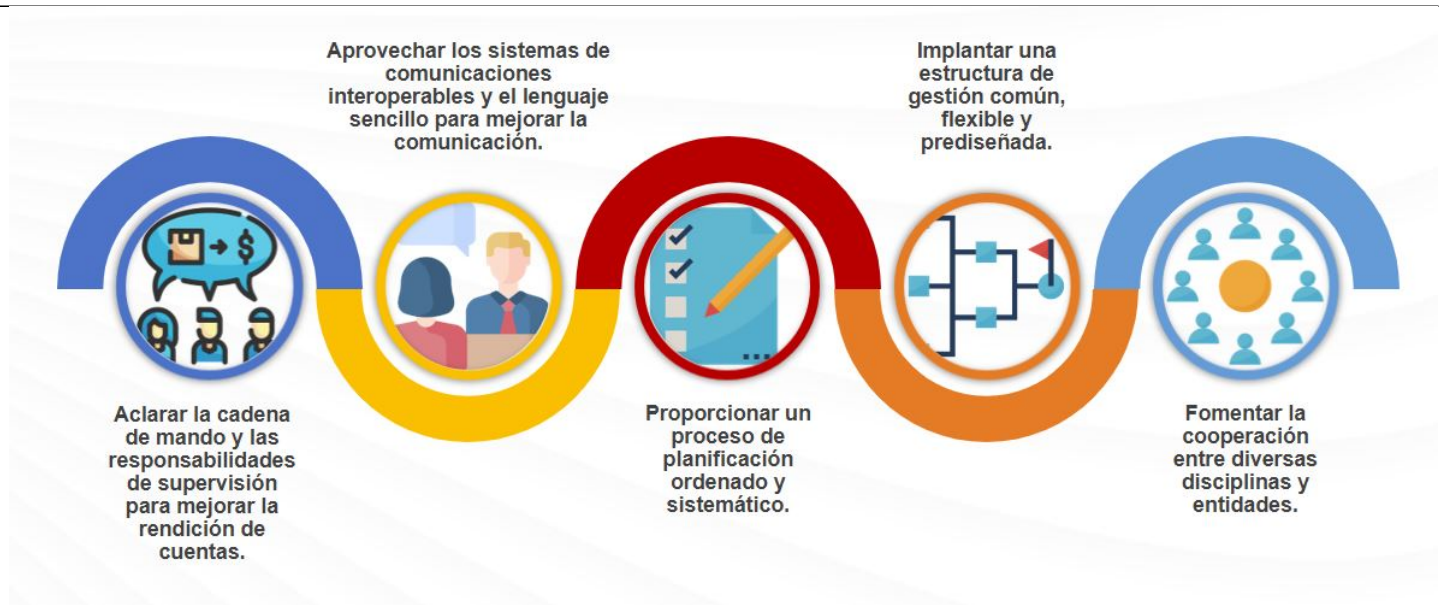 Aclarar la cadena
de mando y las
responsabilidades
de supervisión
para mejorar la
rendición de
cuentas.
Aprovechar los sistemas de
comunicaciones
interoperables y el lenguaje
sencillo para mejorar la
comunicación.
Proporcionar un
proceso de
planificación
ordenado y
sistemático.
Implantar una
estructura de
gestión común,
flexible y
prediseñada.
Fomentar la
cooperación
entre diversas
disciplinas y
entidades.